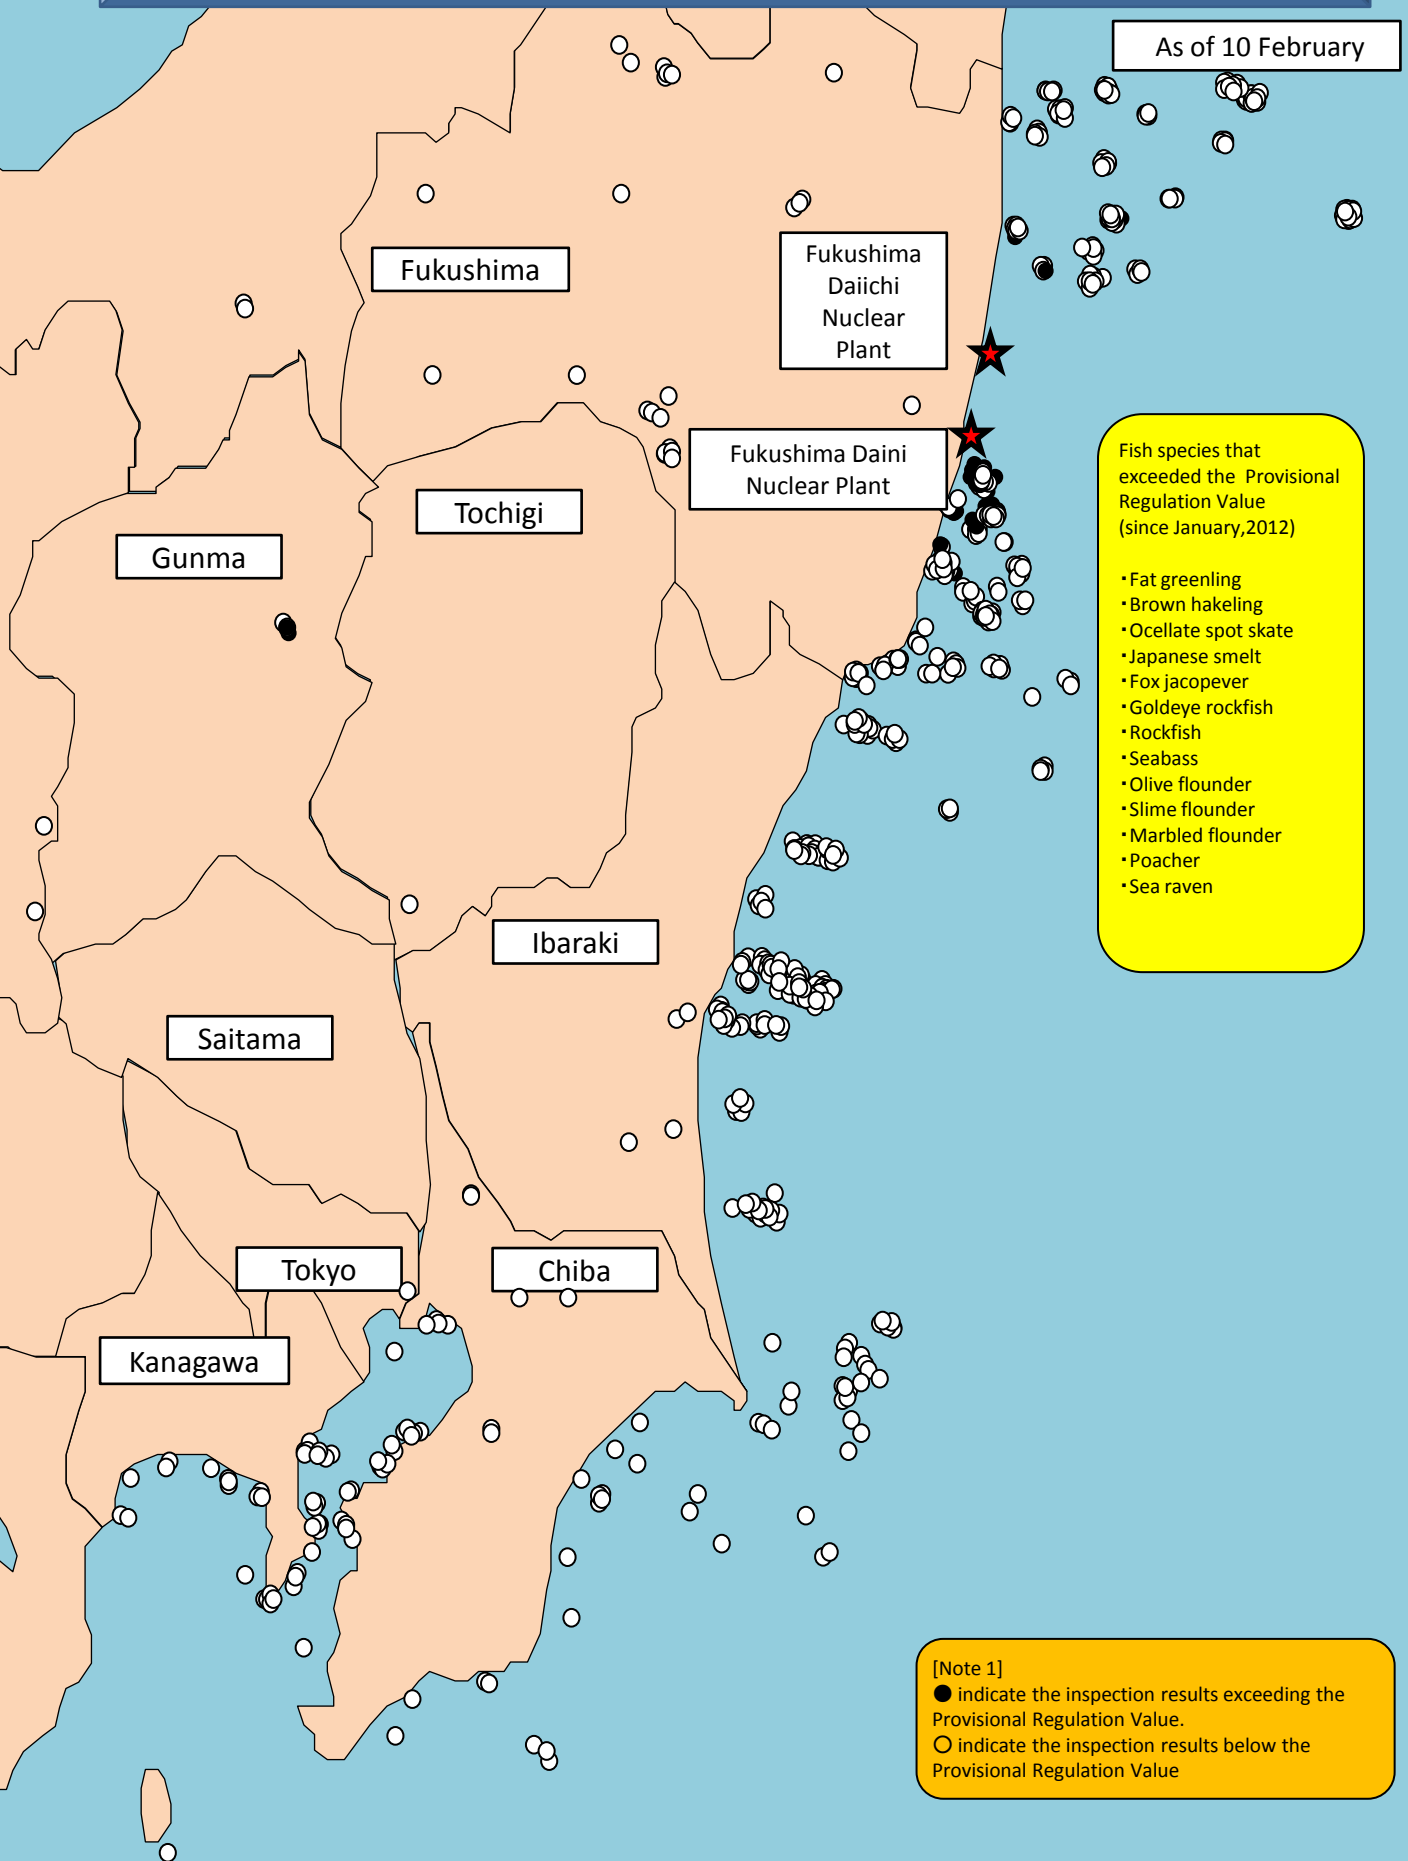 As of 10 February
Fukushima
Fukushima
Daiichi
Nuclear
Plant
Fukushima Daini
Nuclear Plant
Tochigi
Gunma
Fish species that
exceeded the  Provisional
Regulation Value
(since January,2012)
・Fat greenling
・Brown hakeling
・Ocellate spot skate
・Japanese smelt
・Fox jacopever
・Goldeye rockfish
・Rockfish
・Seabass
・Olive flounder
・Slime flounder
・Marbled flounder
・Poacher
・Sea raven
Ibaraki
Saitama
Tokyo
Chiba
Kanagawa
[Note 1]
● indicate the inspection results exceeding the
Provisional Regulation Value.
○ indicate the inspection results below the
Provisional Regulation Value